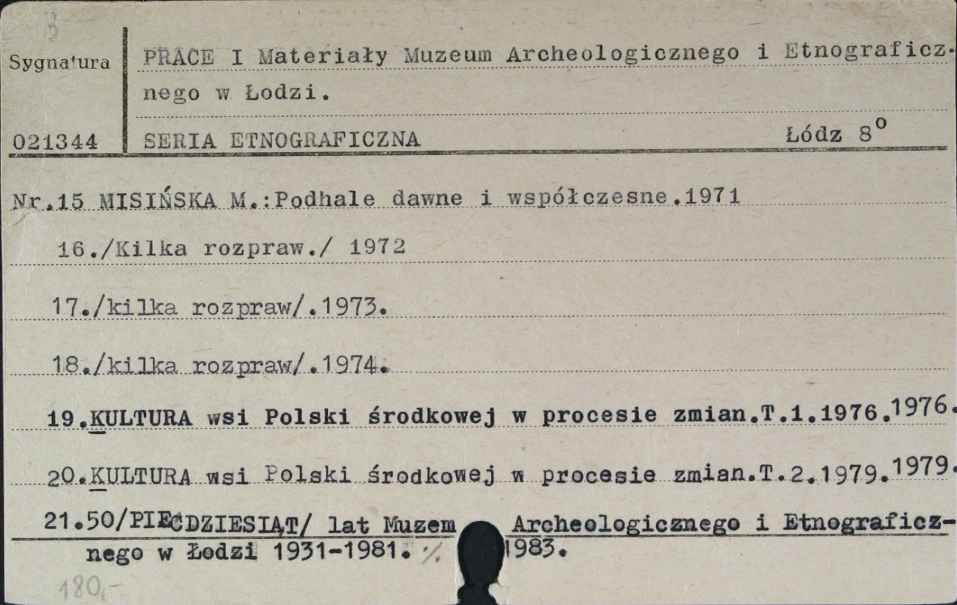 3
Sygnatura
PRACE I Materiały Muzeum Archeologicznego i Etnograficz-
nego w Łodzi.
021344
SERIA ETNOGRAFICZNA Łódz 8°
Nr.15 MISIŃSKA M.:Podhale dawne i współczesne.1971
16./Kilka rozpraw./ 1972
17./kilka rozpraw/.1973.
18./kilka rozpraw/.1974.
19.KULTURA wsi Polski środkowej w procesie zmian.T.1.1976.1976.
20.KULTURA wsi Polski środkowej w procesie zmian.T.2.1979.1979.
21.50/PIĘĆDZIESIĄT/ lat Muzem Archeologicznego i Etnograficz-
nego w Łodzi 1931-1981. ./. 1983.
180,-